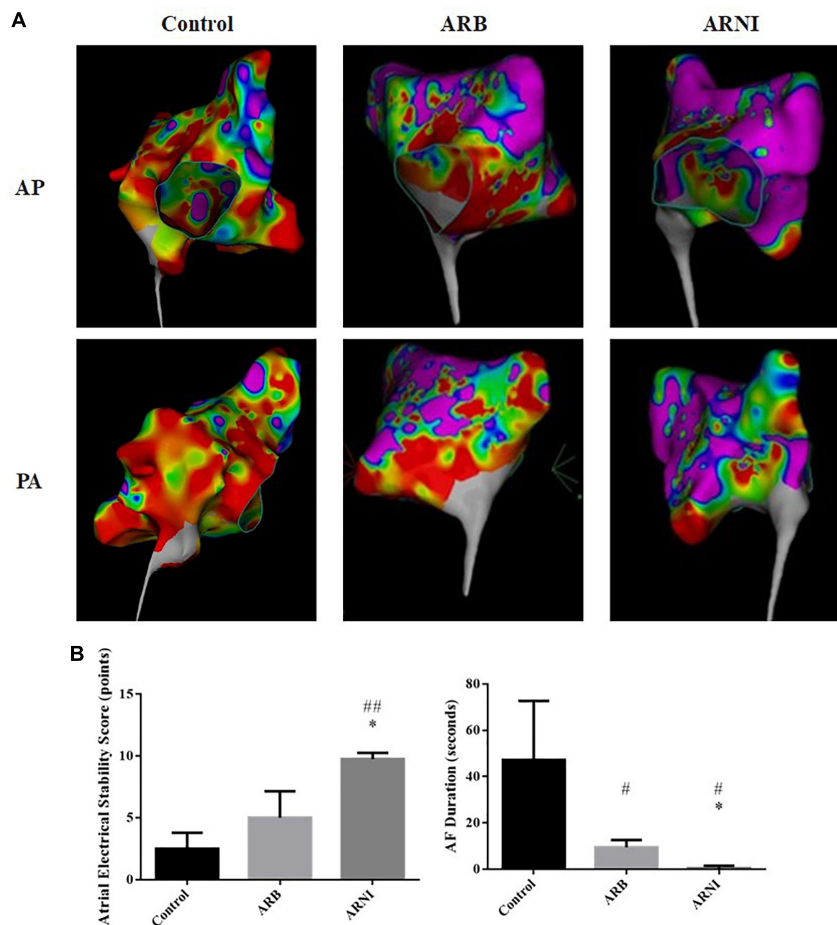 A
Control
ARB
ARNI
AP
PA
B
Atrial Electrical Stability Score (points)
15
10
5
0
##
*
Control
ARB
ARNI
AF Duration (seconds)
80
60
40
20
0
#
#
*
Control
ARB
ARNI